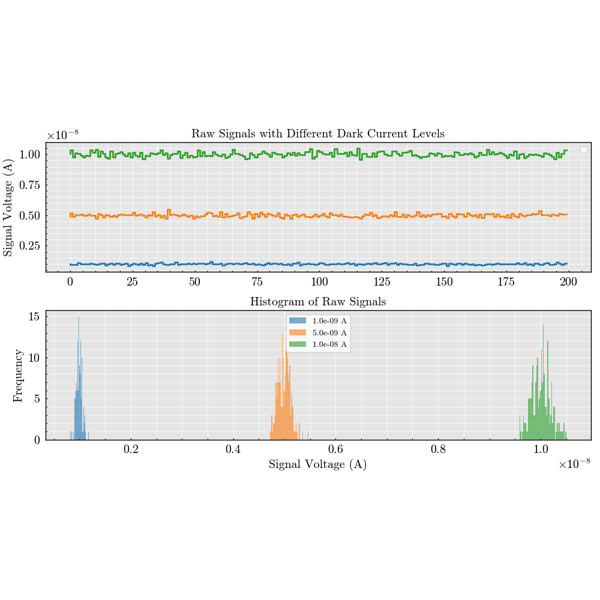 Raw Signals with Different Dark Current Levels
×10⁻⁸
1.00
0.75
0.50
0.25
Signal Voltage (A)
0 25 50 75 100 125 150 175 200
Histogram of Raw Signals
15
10
5
0
Frequency
1.0e-09 A
5.0e-09 A
1.0e-08 A
0.2 0.4 0.6 0.8 1.0
Signal Voltage (A)
×10⁻⁸